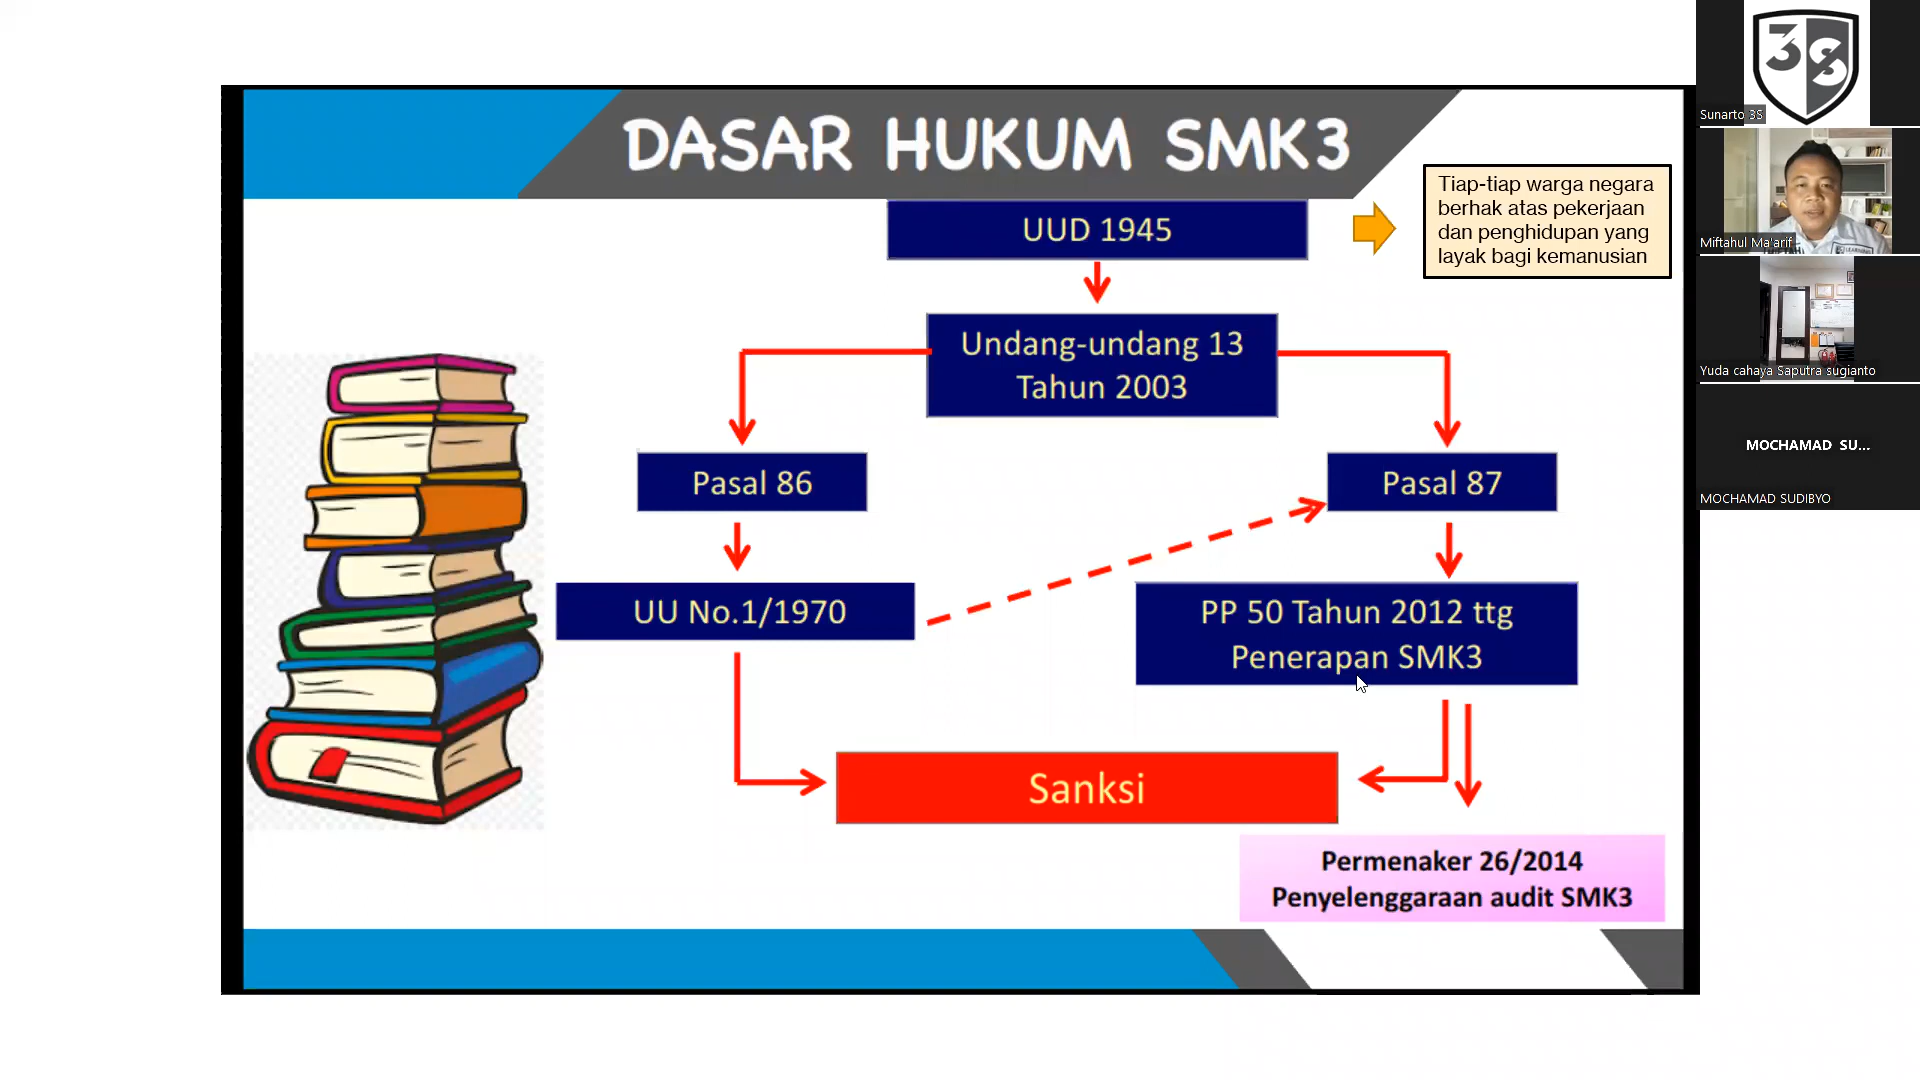 DASAR HUKUM SMK3
UUD 1945
Tiap-tiap warga negara
berhak atas pekerjaan
dan penghidupan yang
layak bagi kemanusian
Undang-undang 13
Tahun 2003
Pasal 86
Pasal 87
UU No.1/1970
PP 50 Tahun 2012 ttg
Penerapan SMK3
Sanksi
Permenaker 26/2014
Penyelenggaraan audit SMK3
3S
Sunarto 3S
Miftahul Ma'arif
Yuda cahaya Saputra sugianto
MOCHAMAD SU...
MOCHAMAD SUDIBYO